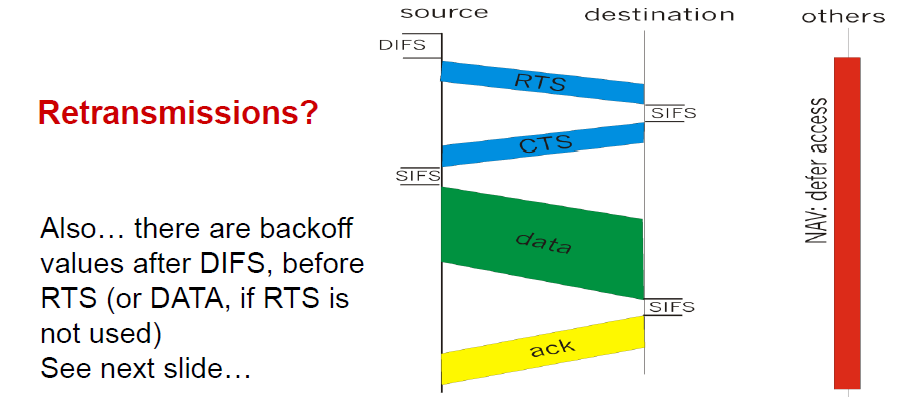 source
destination
others
DIFS
RTS
Retransmissions?
SIFS
CTS
SIFS
NAV: defer access
Also… there are backoff
values after DIFS, before
RTS (or DATA, if RTS is
not used)
See next slide…
data
SIFS
ack